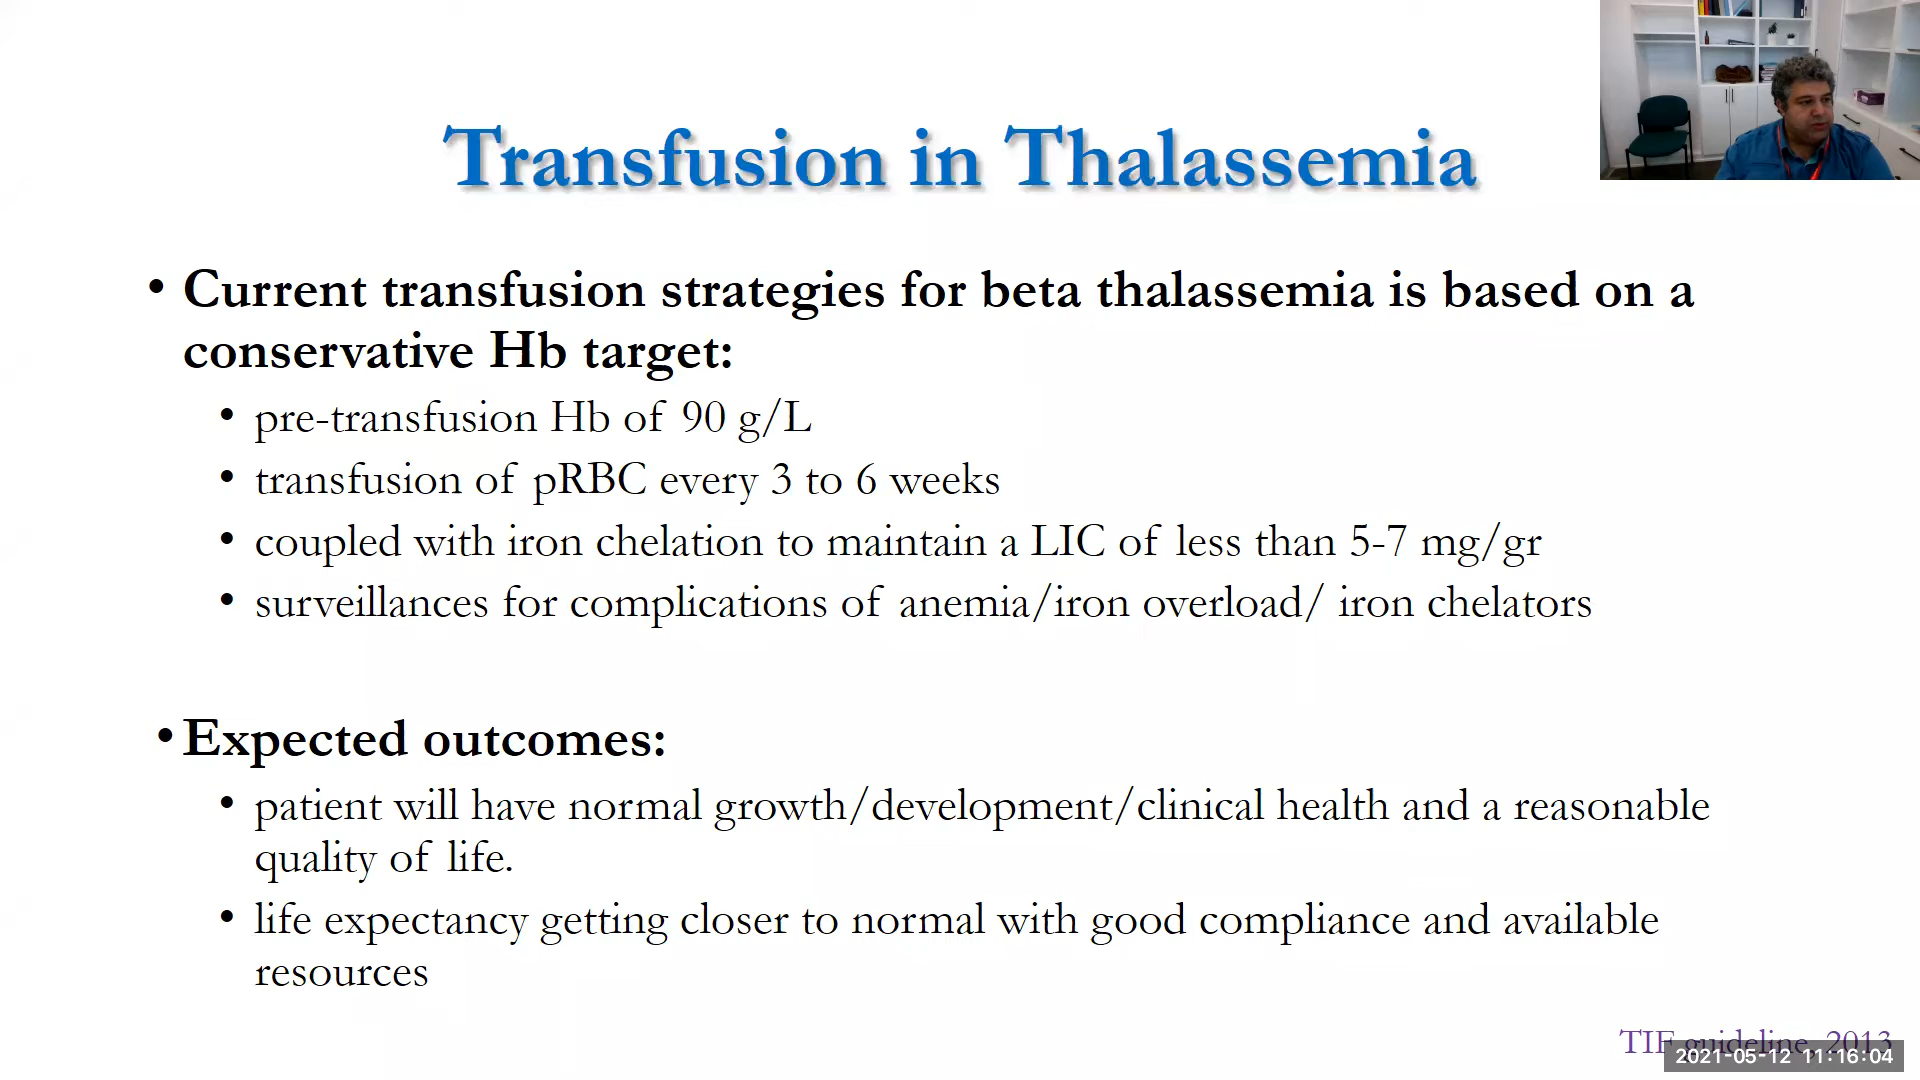 Transfusion in Thalassemia
• Current transfusion strategies for beta thalassemia is based on a
conservative Hb target:
• pre-transfusion Hb of 90 g/L
• transfusion of pRBC every 3 to 6 weeks
• coupled with iron chelation to maintain a LIC of less than 5-7 mg/gr
• surveillances for complications of anemia/iron overload/ iron chelators
• Expected outcomes:
• patient will have normal growth/development/clinical health and a reasonable
quality of life.
• life expectancy getting closer to normal with good compliance and available
resources
TIF guideline, 2013
2021-05-12 11:16:04